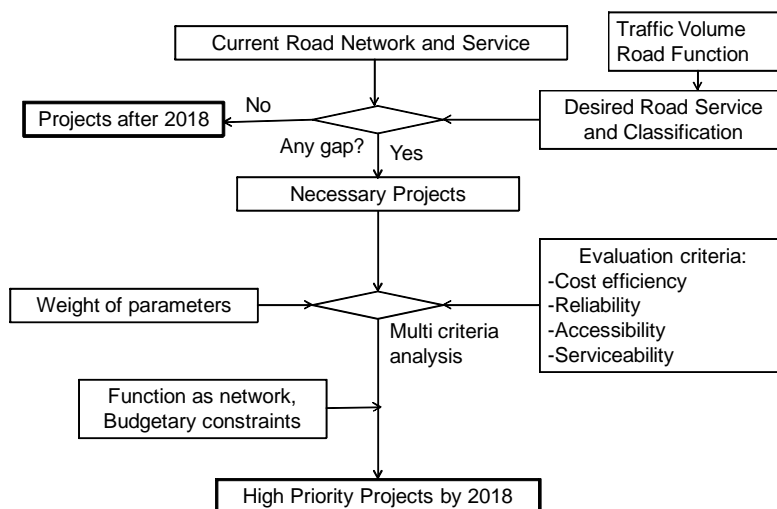 Current Road Network and Service
Traffic Volume
Road Function
No
Projects after 2018
Desired Road Service
and Classification
Any gap?
Yes
Necessary Projects
Evaluation criteria:
-Cost efficiency
-Reliability
-Accessibility
-Serviceability
Weight of parameters
Multi criteria
analysis
Function as network,
Budgetary constraints
High Priority Projects by 2018